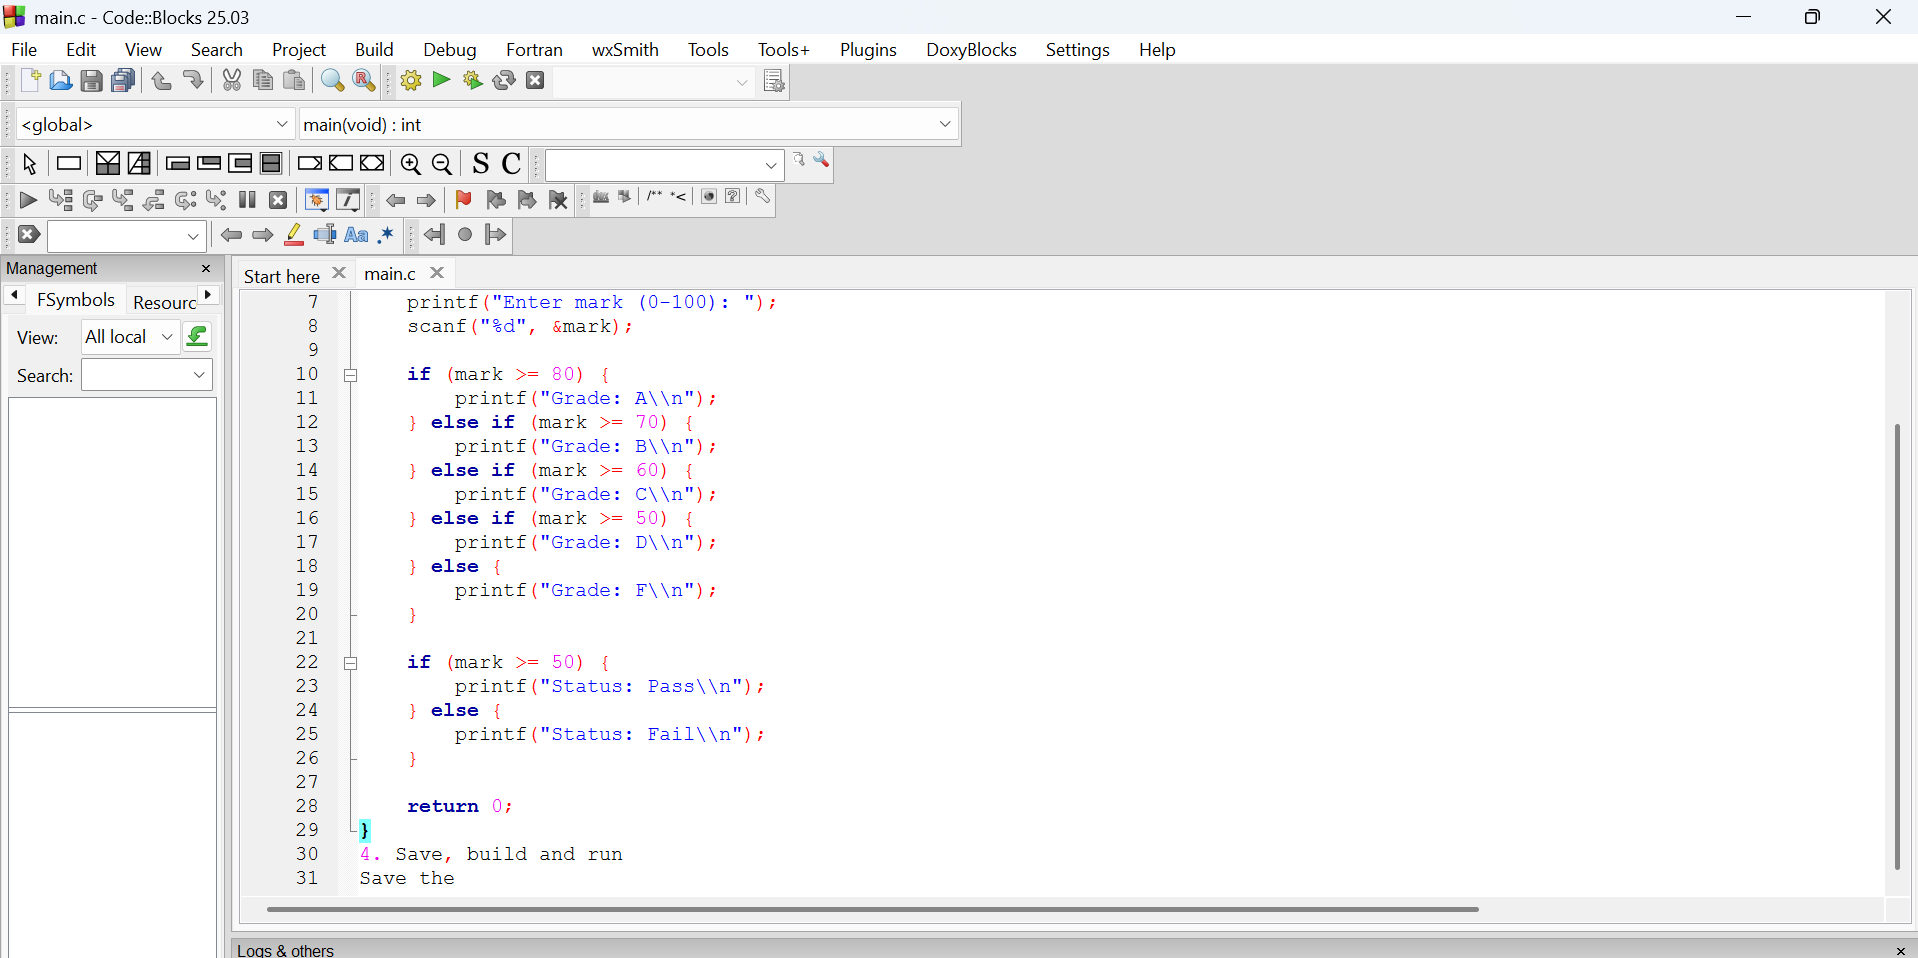 main.c - Code::Blocks 25.03
File Edit View Search Project Build Debug Fortran wxSmith Tools Tools+ Plugins DoxyBlocks Settings Help
<global> main(void) : int
S C
/** *<
Aa .*
Management
Start here main.c
FSymbols Resourc
View: All local
Search:
7 printf("Enter mark (0-100): ");
8 scanf("%d", &mark);
9
10 if (mark >= 80) {
11 printf("Grade: A\\n");
12 } else if (mark >= 70) {
13 printf("Grade: B\\n");
14 } else if (mark >= 60) {
15 printf("Grade: C\\n");
16 } else if (mark >= 50) {
17 printf("Grade: D\\n");
18 } else {
19 printf("Grade: F\\n");
20 }
21
22 if (mark >= 50) {
23 printf("Status: Pass\\n");
24 } else {
25 printf("Status: Fail\\n");
26 }
27
28 return 0;
29 }
30 4. Save, build and run
31 Save the
Logs & others